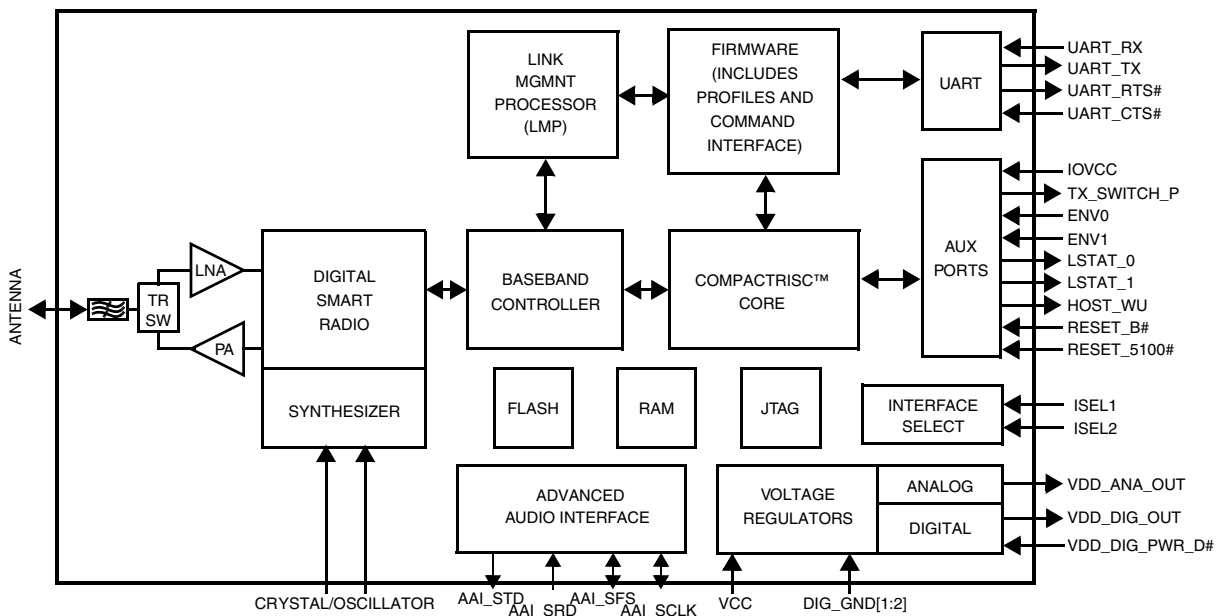 LINK
MGMNT
PROCESSOR
(LMP)
FIRMWARE
(INCLUDES
PROFILES AND
COMMAND
INTERFACE)
UART
UART_RX
UART_TX
UART_RTS#
UART_CTS#
ANTENNA
TR
SW
LNA
PA
DIGITAL
SMART
RADIO
SYNTHESIZER
BASEBAND
CONTROLLER
COMPACTRISC™
CORE
AUX
PORTS
IOVCC
TX_SWITCH_P
ENV0
ENV1
LSTAT_0
LSTAT_1
HOST_WU
RESET_B#
RESET_5100#
FLASH
RAM
JTAG
INTERFACE
SELECT
ISEL1
ISEL2
ADVANCED
AUDIO INTERFACE
VOLTAGE
REGULATORS
ANALOG
DIGITAL
VDD_ANA_OUT
VDD_DIG_OUT
VDD_DIG_PWR_D#
CRYSTAL/OSCILLATOR
AAI_STD
AAI_SRD
AAI_SFS
AAI_SCLK
VCC
DIG_GND[1:2]